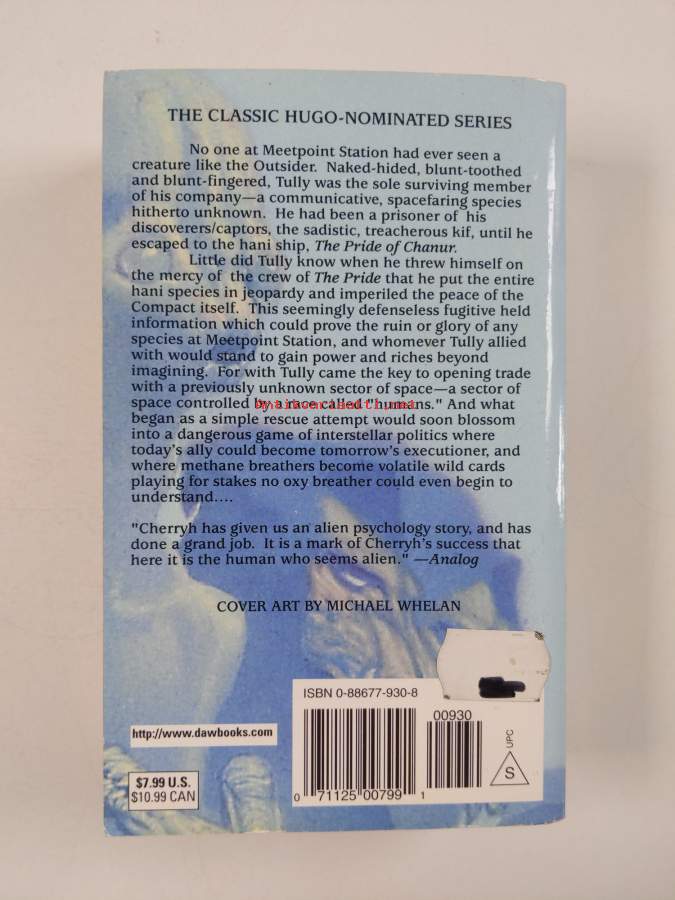 THE CLASSIC HUGO-NOMINATED SERIES
No one at Meetpoint Station had ever seen a
creature like the Outsider. Naked-hided, blunt-toothed
and blunt-fingered, Tully was the sole surviving member
of his company—a communicative, spacefaring species
hitherto unknown. He had been a prisoner of his
discoverers/captors, the sadistic, treacherous kif, until he
escaped to the hani ship, The Pride of Chanur.
Little did Tully know when he threw himself on
the mercy of the crew of The Pride that he put the entire
hani species in jeopardy and imperiled the peace of the
Compact itself. This seemingly defenseless fugitive held
information which could prove the ruin or glory of any
species at Meetpoint Station, and whomever Tully allied
with would stand to gain power and riches beyond
imagining. For with Tully came the key to opening trade
with a previously unknown sector of space—a sector of
space controlled by a race called "humans." And what
began as a simple rescue attempt would soon blossom
into a dangerous game of interstellar politics where
today's ally could become tomorrow's executioner, and
where methane breathers become volatile wild cards
playing for stakes no oxy breather could even begin to
understand....
"Cherryh has given us an alien psychology story, and has
done a grand job. It is a mark of Cherryh's success that
here it is the human who seems alien." —Analog
COVER ART BY MICHAEL WHELAN
ISBN 0-88677-930-8
00930
UPC
S
http://www.dawbooks.com
$7.99 U.S.
$10.99 CAN
0 71125 00799 1